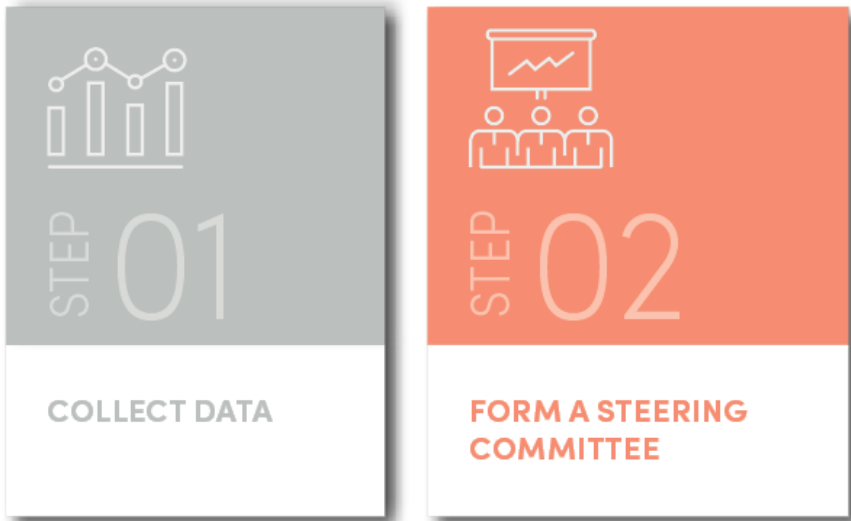 STEP 01
COLLECT DATA
STEP 02
FORM A STEERING
COMMITTEE